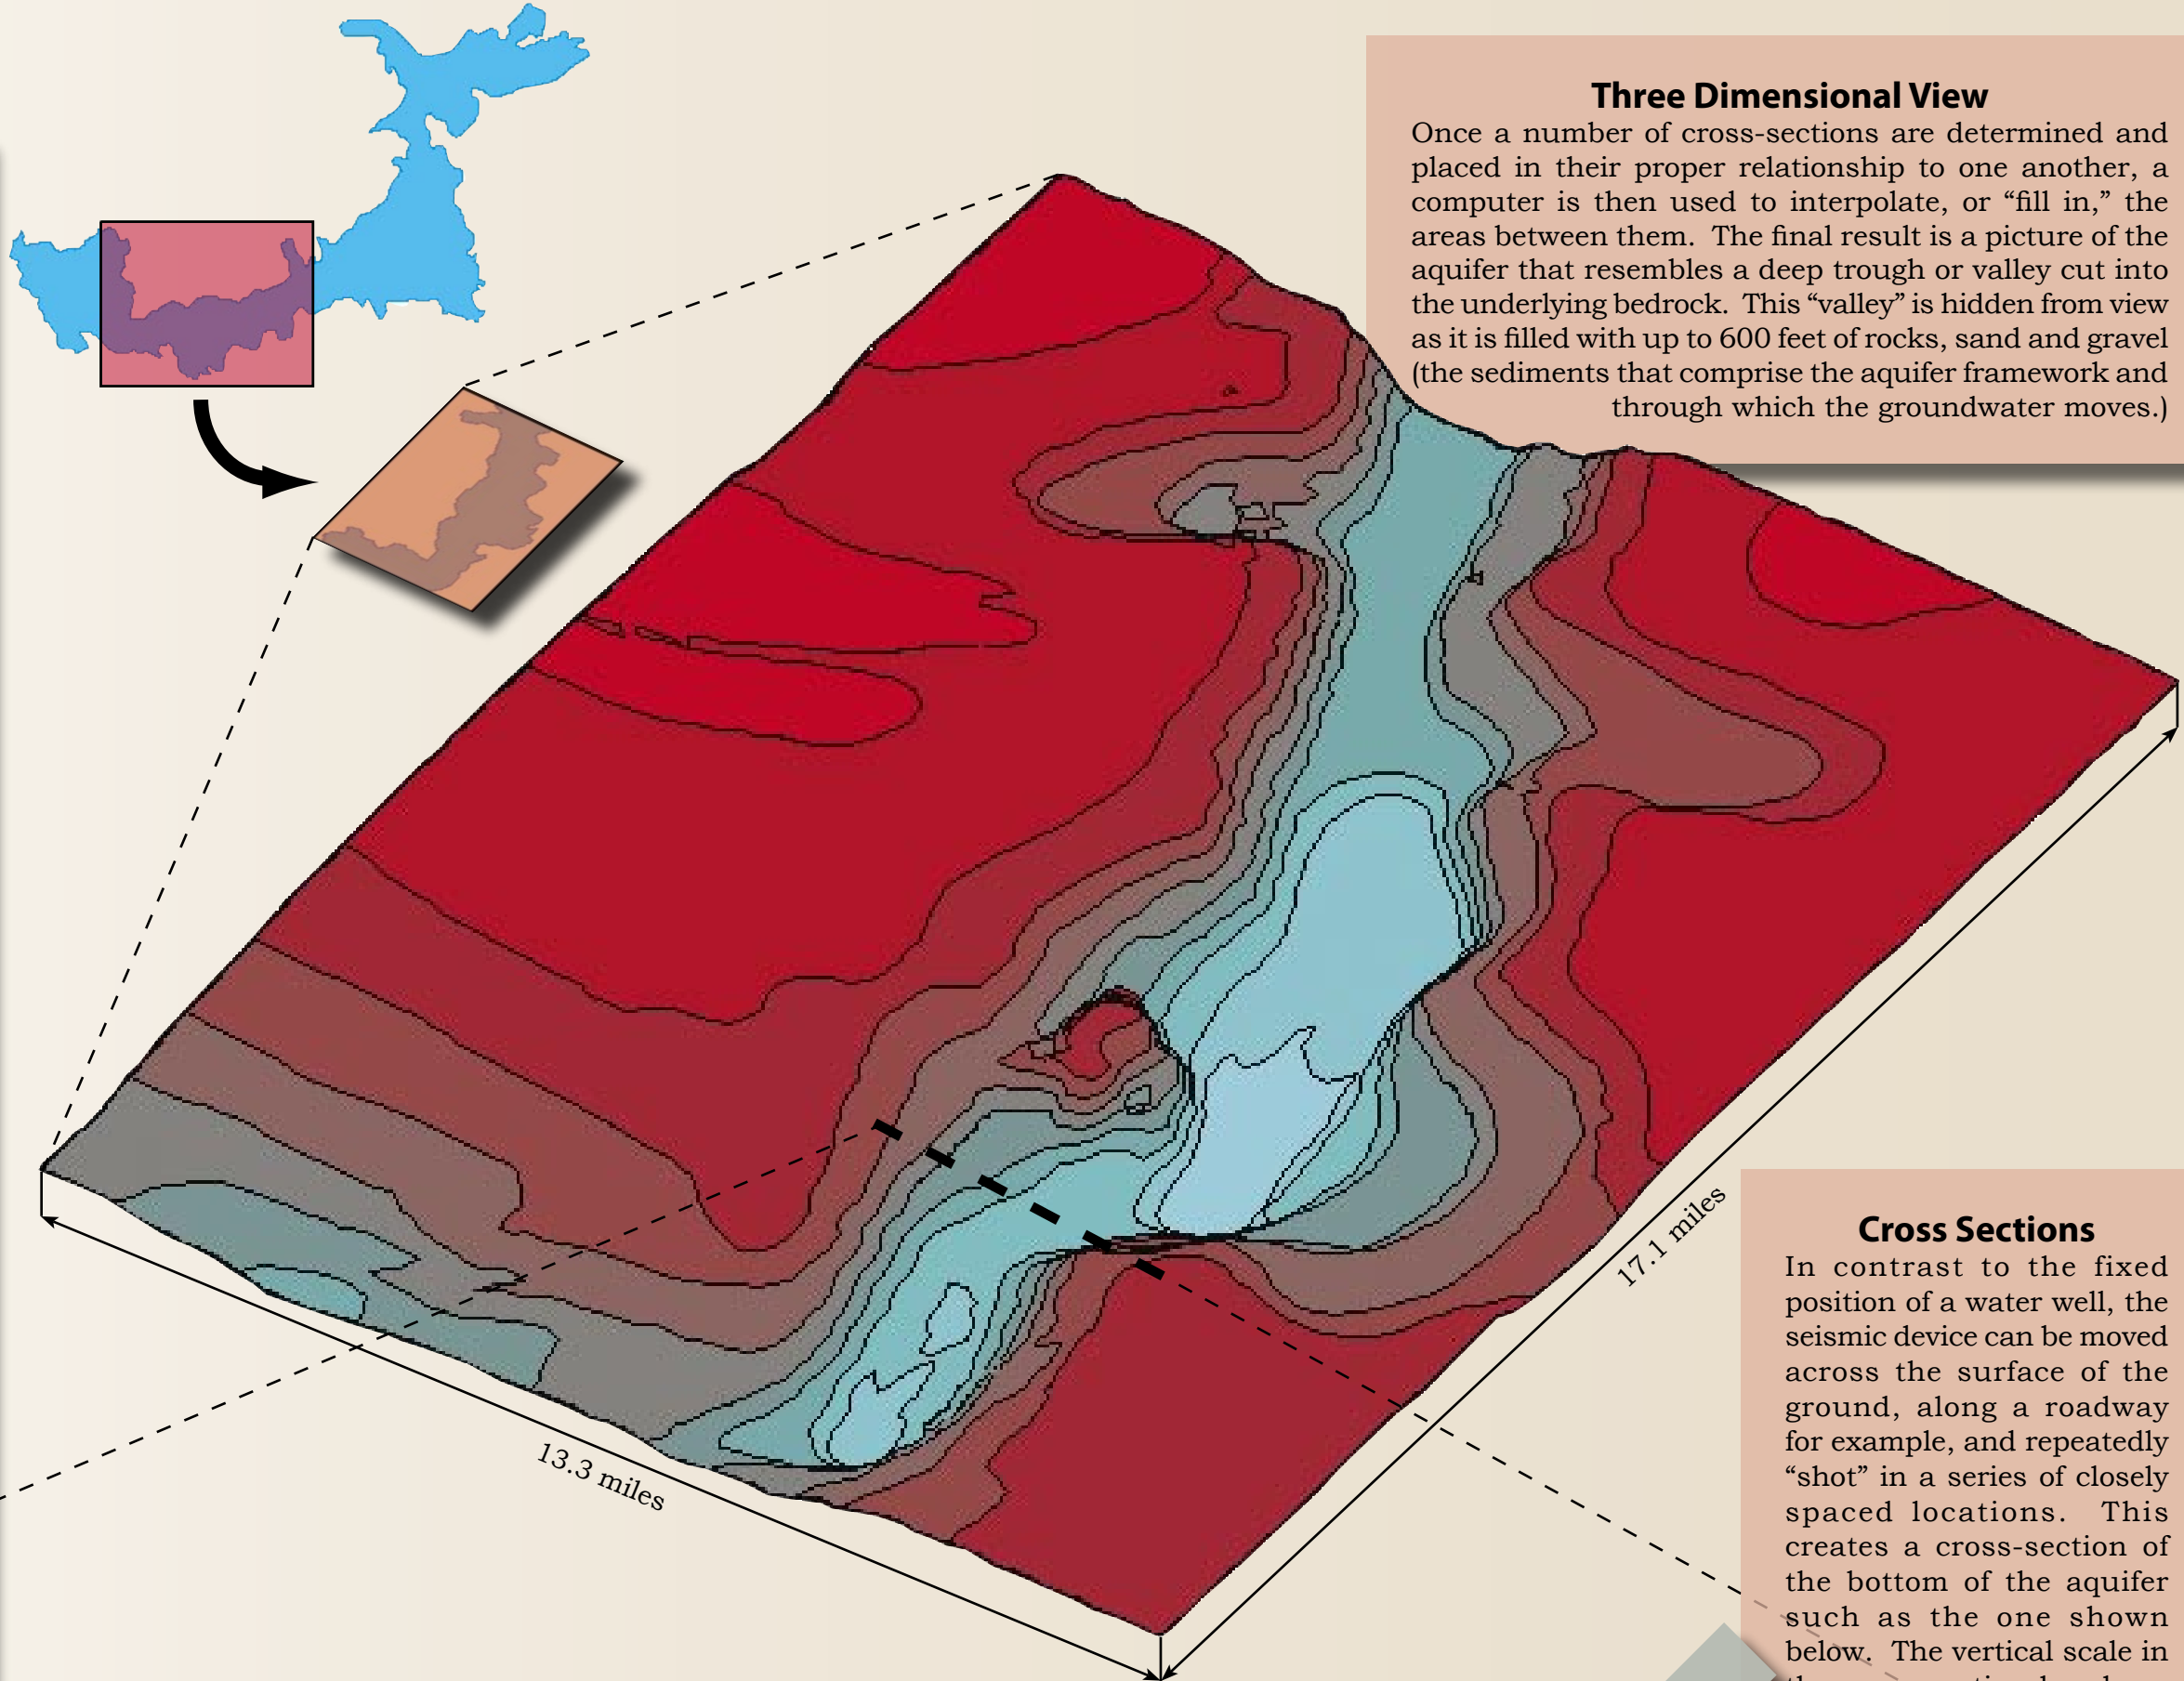 Three Dimensional View
Once a number of cross-sections are determined and
placed in their proper relationship to one another, a
computer is then used to interpolate, or “fill in,” the
areas between them.  The final result is a picture of the
aquifer that resembles a deep trough or valley cut into
the underlying bedrock.  This “valley” is hidden from view
as it is filled with up to 600 feet of rocks, sand and gravel
(the sediments that comprise the aquifer framework and
through which the groundwater moves.)
17.1 miles
13.3 miles
Cross Sections
In contrast to the fixed
position of a water well, the
seismic device can be moved
across the surface of the
ground, along a roadway
for example, and repeatedly
“shot” in a series of closely
spaced locations.  This
creates a cross-section of
the bottom of the aquifer
such as the one shown
below.  The vertical scale in